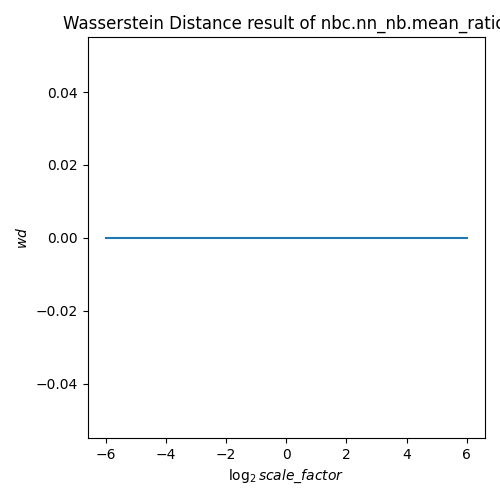 Wasserstein Distance result of nbc.nn_nb.mean_ratio
0.04
0.02
0.00
−0.02
−0.04
wd
−6 −4 −2 0 2 4 6
log₂ scale_factor